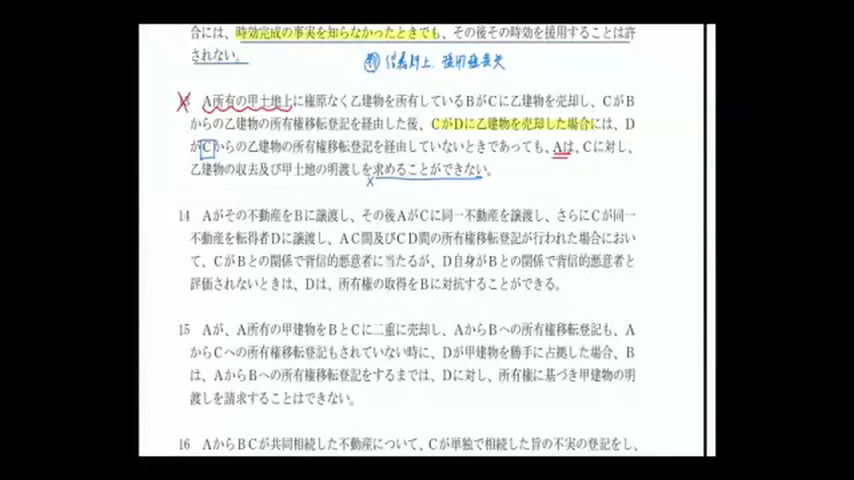 合には、時効完成の事実を知らなかったときでも、その後その時効を援用することは許
されない。
信義則上、援用権喪失
A所有の甲土地上に権原なく乙建物を所有しているBがCに乙建物を売却し、CがB
からの乙建物の所有権移転登記を経由した後、CがDに乙建物を売却した場合には、D
がCからの乙建物の所有権移転登記を経由していないときであっても、Aは、Cに対し、
乙建物の収去及び甲土地の明渡しを求めることができない。
14 Aがその不動産をBに譲渡し、その後AがCに同一不動産を譲渡し、さらにCが同一
不動産を転得者Dに譲渡し、AC間及びCD間の所有権移転登記が行われた場合におい
て、CがBとの関係で背信的悪意者に当たるが、D自身がBとの関係で背信的悪意者と
評価されないときは、Dは、所有権の取得をBに対抗することができる。
15 Aが、A所有の甲建物をBとCに二重に売却し、AからBへの所有権移転登記も、A
からCへの所有権移転登記もされていない時に、Dが甲建物を勝手に占拠した場合、B
は、AからBへの所有権移転登記をするまでは、Dに対し、所有権に基づき甲建物の明
渡しを請求することはできない。
16 AからBCが共同相続した不動産について、Cが単独で相続した旨の不実の登記をし、